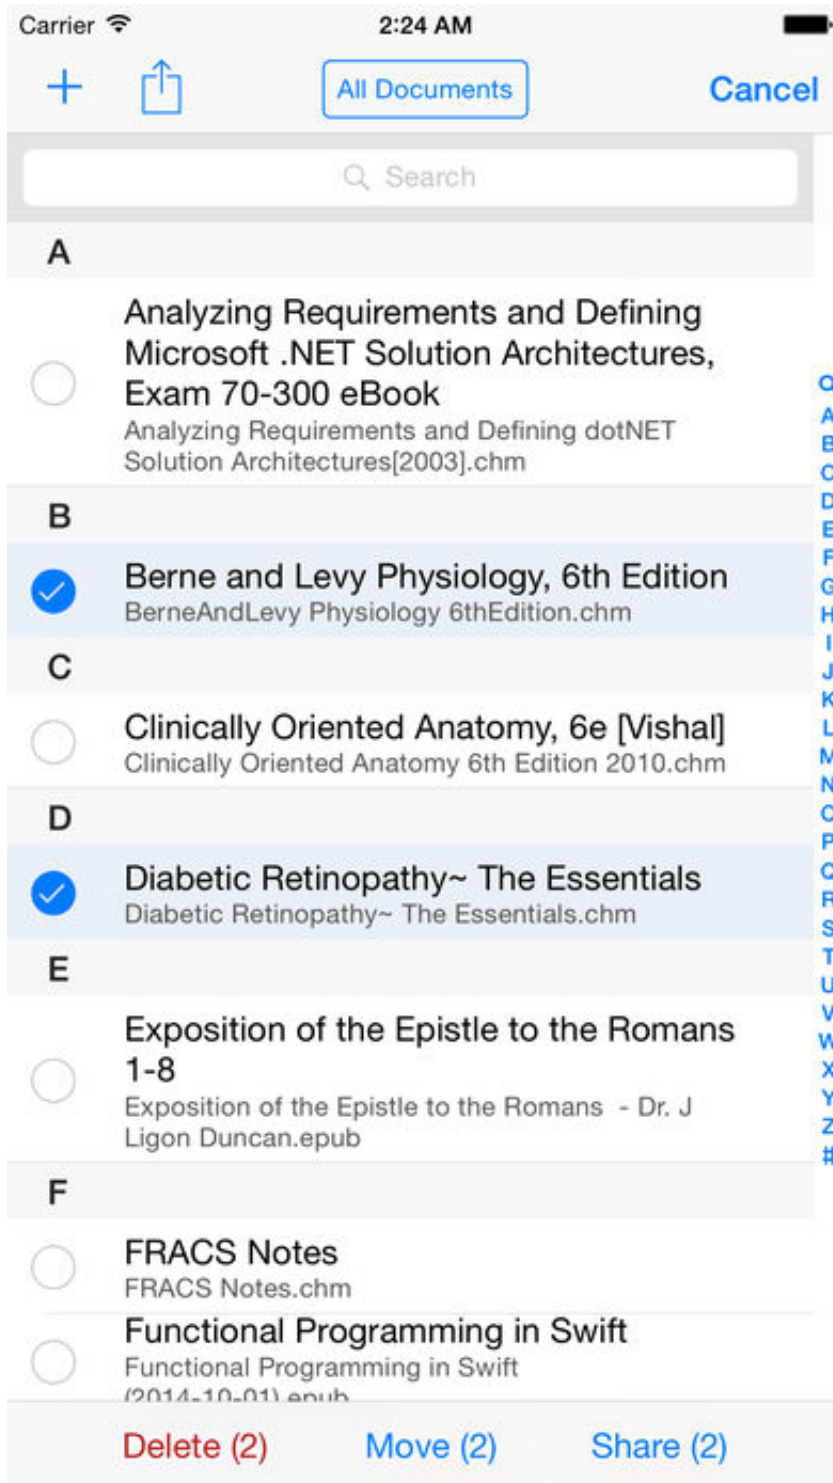 Carrier 2:24 AM
+ All Documents Cancel
Search
A
Analyzing Requirements and Defining
Microsoft .NET Solution Architectures,
Exam 70-300 eBook
Analyzing Requirements and Defining dotNET
Solution Architectures[2003].chm
B
Berne and Levy Physiology, 6th Edition
BerneAndLevy Physiology 6thEdition.chm
C
Clinically Oriented Anatomy, 6e [Vishal]
Clinically Oriented Anatomy 6th Edition 2010.chm
D
Diabetic Retinopathy~ The Essentials
Diabetic Retinopathy~ The Essentials.chm
E
Exposition of the Epistle to the Romans
1-8
Exposition of the Epistle to the Romans - Dr. J
Ligon Duncan.epub
F
FRACS Notes
FRACS Notes.chm
Functional Programming in Swift
Functional Programming in Swift
(2014-10-01).epub
A
B
C
D
E
F
G
H
I
J
K
L
M
N
O
P
Q
R
S
T
U
V
W
X
Y
Z
#
Delete (2) Move (2) Share (2)